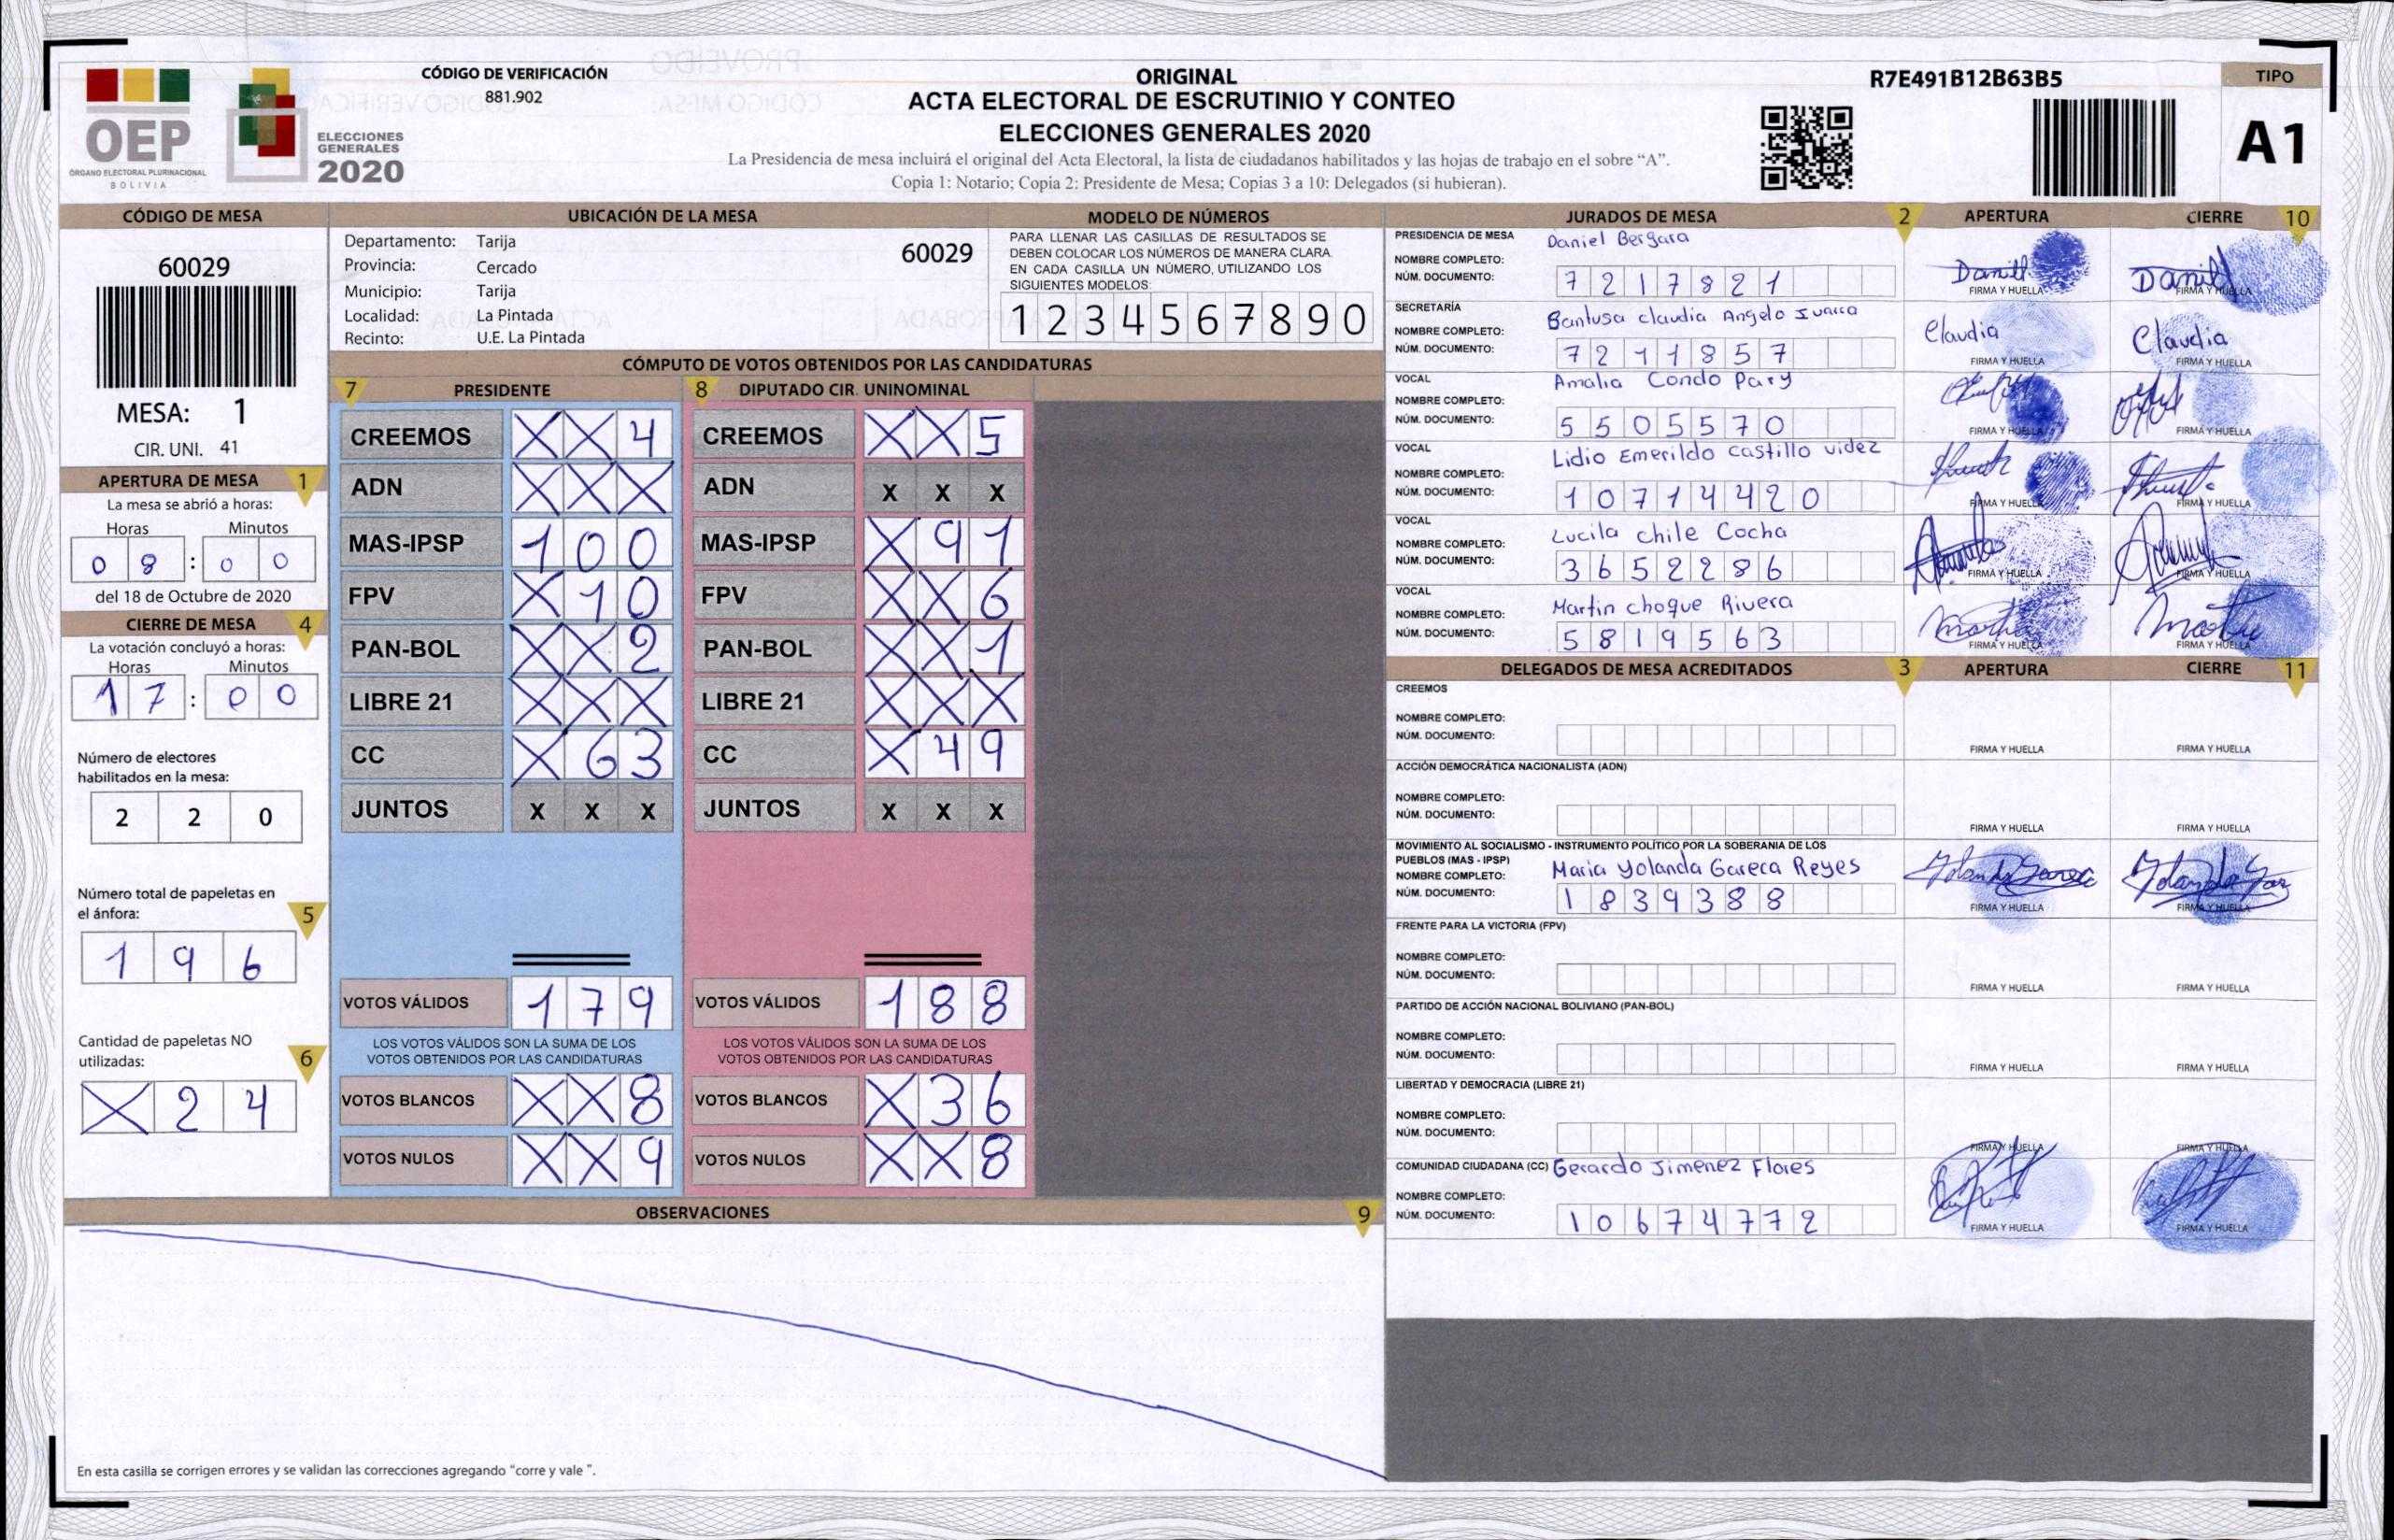 CÓDIGO DE VERIFICACIÓN
881.902
OEP
ÓRGANO ELECTORAL PLURINACIONAL
BOLIVIA
ELECCIONES
GENERALES
2020
ORIGINAL
ACTA ELECTORAL DE ESCRUTINIO Y CONTEO
ELECCIONES GENERALES 2020
La Presidencia de mesa incluirá el original del Acta Electoral, la lista de ciudadanos habilitados y las hojas de trabajo en el sobre “A”.
Copia 1: Notario; Copia 2: Presidente de Mesa; Copias 3 a 10: Delegados (si hubieran).
R7E491B12B63B5
TIPO
A1
CÓDIGO DE MESA
60029
MESA: 1
CIR. UNI. 41
APERTURA DE MESA 1
La mesa se abrió a horas:
Horas Minutos
0 8 : 0 0
del 18 de Octubre de 2020
CIERRE DE MESA 4
La votación concluyó a horas:
Horas Minutos
1 7 : 0 0
Número de electores
habilitados en la mesa:
2 2 0
Número total de papeletas en
el ánfora: 5
1 9 6
Cantidad de papeletas NO
utilizadas: 6
X 2 4
UBICACIÓN DE LA MESA
Departamento: Tarija
60029
Provincia: Cercado
Municipio: Tarija
Localidad: La Pintada
Recinto: U.E. La Pintada
MODELO DE NÚMEROS
PARA LLENAR LAS CASILLAS DE RESULTADOS SE
DEBEN COLOCAR LOS NÚMEROS DE MANERA CLARA
EN CADA CASILLA UN NÚMERO, UTILIZANDO LOS
SIGUIENTES MODELOS:
1 2 3 4 5 6 7 8 9 0
CÓMPUTO DE VOTOS OBTENIDOS POR LAS CANDIDATURAS
7 PRESIDENTE
CREEMOS X X 4
ADN X X X
MAS-IPSP 1 0 0
FPV X 1 0
PAN-BOL X X 2
LIBRE 21 X X X
CC X 6 3
JUNTOS X X X
VOTOS VÁLIDOS 1 7 9
LOS VOTOS VÁLIDOS SON LA SUMA DE LOS
VOTOS OBTENIDOS POR LAS CANDIDATURAS
VOTOS BLANCOS X X 8
VOTOS NULOS X X 9
8 DIPUTADO CIR. UNINOMINAL
CREEMOS X X 5
ADN X X X
MAS-IPSP X 9 1
FPV X X 6
PAN-BOL X X 1
LIBRE 21 X X X
CC X 4 9
JUNTOS X X X
VOTOS VÁLIDOS 1 8 8
LOS VOTOS VÁLIDOS SON LA SUMA DE LOS
VOTOS OBTENIDOS POR LAS CANDIDATURAS
VOTOS BLANCOS X 3 6
VOTOS NULOS X X 8
OBSERVACIONES 9
En esta casilla se corrigen errores y se validan las correcciones agregando “corre y vale ”.
JURADOS DE MESA 2 APERTURA CIERRE 10
PRESIDENCIA DE MESA Daniel Bergara
NOMBRE COMPLETO:
NÚM. DOCUMENTO: 7 2 1 7 8 2 1
Daniel Daniel
FIRMA Y HUELLA FIRMA Y HUELLA
SECRETARÍA
NOMBRE COMPLETO: claudia Angelo
NÚM. DOCUMENTO: 7 2 1 1 8 5 7
Claudia Claudia
FIRMA Y HUELLA FIRMA Y HUELLA
VOCAL Amalia Condo Pary
NOMBRE COMPLETO:
NÚM. DOCUMENTO: 5 5 0 5 5 7 0
FIRMA Y HUELLA FIRMA Y HUELLA
VOCAL Lidio Emerildo castillo videz
NOMBRE COMPLETO:
NÚM. DOCUMENTO: 1 0 7 1 4 4 2 0
FIRMA Y HUELLA FIRMA Y HUELLA
VOCAL
NOMBRE COMPLETO: Lucila chile Cocha
NÚM. DOCUMENTO: 3 6 5 2 2 8 6
FIRMA Y HUELLA FIRMA Y HUELLA
VOCAL
NOMBRE COMPLETO: Martin choque Rivera
NÚM. DOCUMENTO: 5 8 1 9 5 6 3
FIRMA Y HUELLA FIRMA Y HUELLA
DELEGADOS DE MESA ACREDITADOS 3 APERTURA CIERRE 11
CREEMOS
NOMBRE COMPLETO:
NÚM. DOCUMENTO:
FIRMA Y HUELLA FIRMA Y HUELLA
ACCIÓN DEMOCRÁTICA NACIONALISTA (ADN)
NOMBRE COMPLETO:
NÚM. DOCUMENTO:
FIRMA Y HUELLA FIRMA Y HUELLA
MOVIMIENTO AL SOCIALISMO - INSTRUMENTO POLÍTICO POR LA SOBERANIA DE LOS
PUEBLOS (MAS - IPSP)
NOMBRE COMPLETO: Maria Yolanda Gareca Reyes
NÚM. DOCUMENTO: 1 8 3 9 3 8 8
FIRMA Y HUELLA FIRMA Y HUELLA
FRENTE PARA LA VICTORIA (FPV)
NOMBRE COMPLETO:
NÚM. DOCUMENTO:
FIRMA Y HUELLA FIRMA Y HUELLA
PARTIDO DE ACCIÓN NACIONAL BOLIVIANO (PAN-BOL)
NOMBRE COMPLETO:
NÚM. DOCUMENTO:
FIRMA Y HUELLA FIRMA Y HUELLA
LIBERTAD Y DEMOCRACIA (LIBRE 21)
NOMBRE COMPLETO:
NÚM. DOCUMENTO:
FIRMA Y HUELLA FIRMA Y HUELLA
COMUNIDAD CIUDADANA (CC) Gerardo Jimenez Flores
NOMBRE COMPLETO:
NÚM. DOCUMENTO: 1 0 6 7 4 7 7 2
FIRMA Y HUELLA FIRMA Y HUELLA